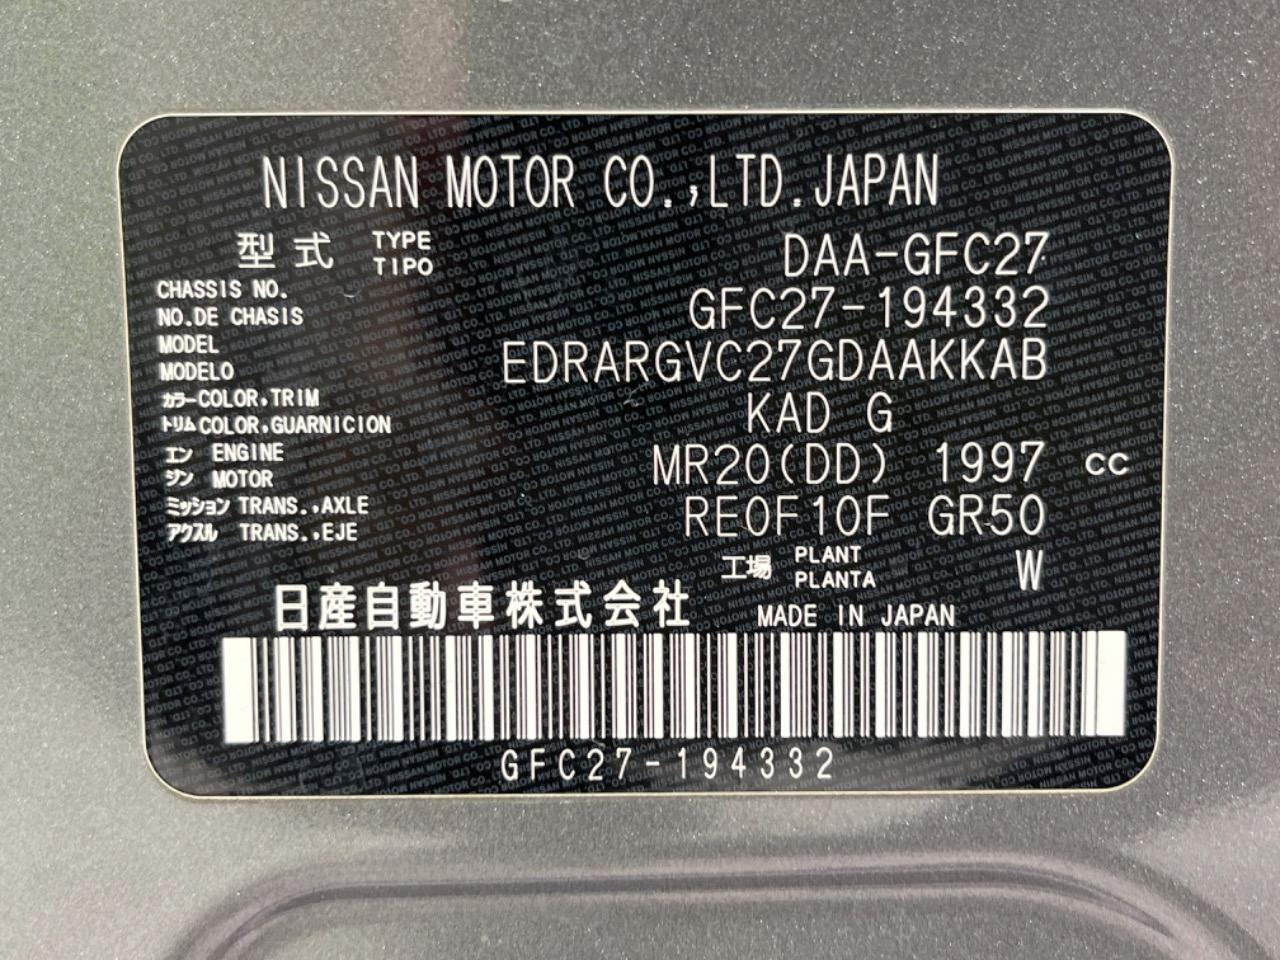 NISSAN MOTOR CO.,LTD.JAPAN
型式 TYPE TIPO DAA-GFC27
CHASSIS NO.
NO.DE CHASIS GFC27-194332
MODEL
MODELO EDRARGVC27GDAAKKAB
カラー COLOR,TRIM
トリム COLOR,GUARNICION KAD G
エン ENGINE
ジン MOTOR MR20(DD) 1997 cc
ミッション TRANS.,AXLE
アクスル TRANS.,EJE RE0F10F GR50
工場 PLANT PLANTA W
日産自動車株式会社 MADE IN JAPAN
GFC27-194332